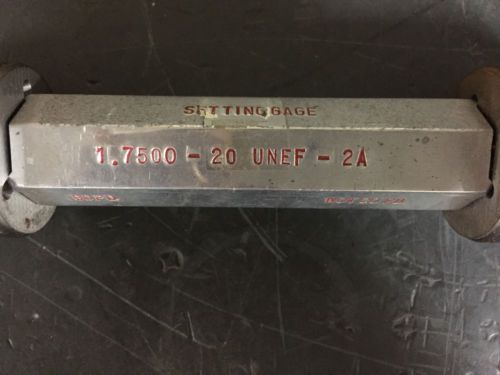 SETTING GAGE
1.7500 - 20 UNEF - 2A